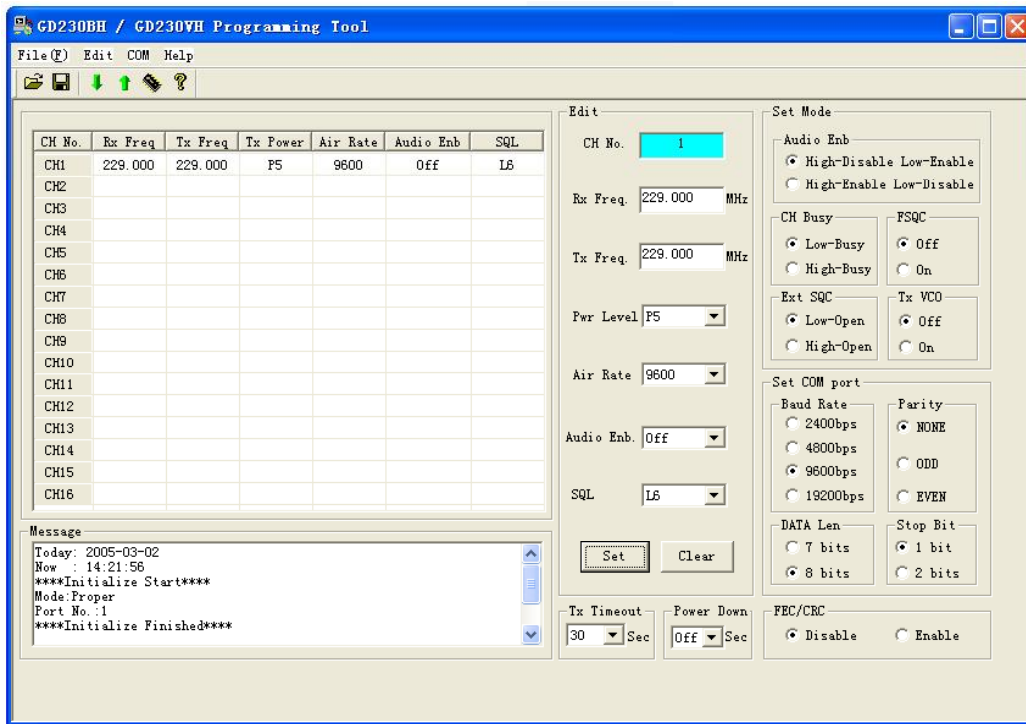 GD230BH / GD230VH Programming Tool
File(F) Edit COM Help
CH No. Rx Freq Tx Freq Tx Power Air Rate Audio Enb SQL
CH1 229.000 229.000 P5 9600 Off L6
CH2
CH3
CH4
CH5
CH6
CH7
CH8
CH9
CH10
CH11
CH12
CH13
CH14
CH15
CH16
Message
Today: 2005-03-02
Now : 14:21:56
****Initialize Start****
Mode:Proper
Port No.:1
****Initialize Finished****
Edit
CH No. 1
Rx Freq. 229.000 MHz
Tx Freq. 229.000 MHz
Pwr Level P5
Air Rate 9600
Audio Enb. Off
SQL L6
Set Clear
Tx Timeout
30 Sec
Power Down
Off Sec
Set Mode
Audio Enb
High-Disable Low-Enable
High-Enable Low-Disable
CH Busy
Low-Busy
High-Busy
FSQC
Off
On
Ext SQC
Low-Open
High-Open
Tx VCO
Off
On
Set COM port
Baud Rate
2400bps
4800bps
9600bps
19200bps
Parity
NONE
ODD
EVEN
DATA Len
7 bits
8 bits
Stop Bit
1 bit
2 bits
FEC/CRC
Disable Enable